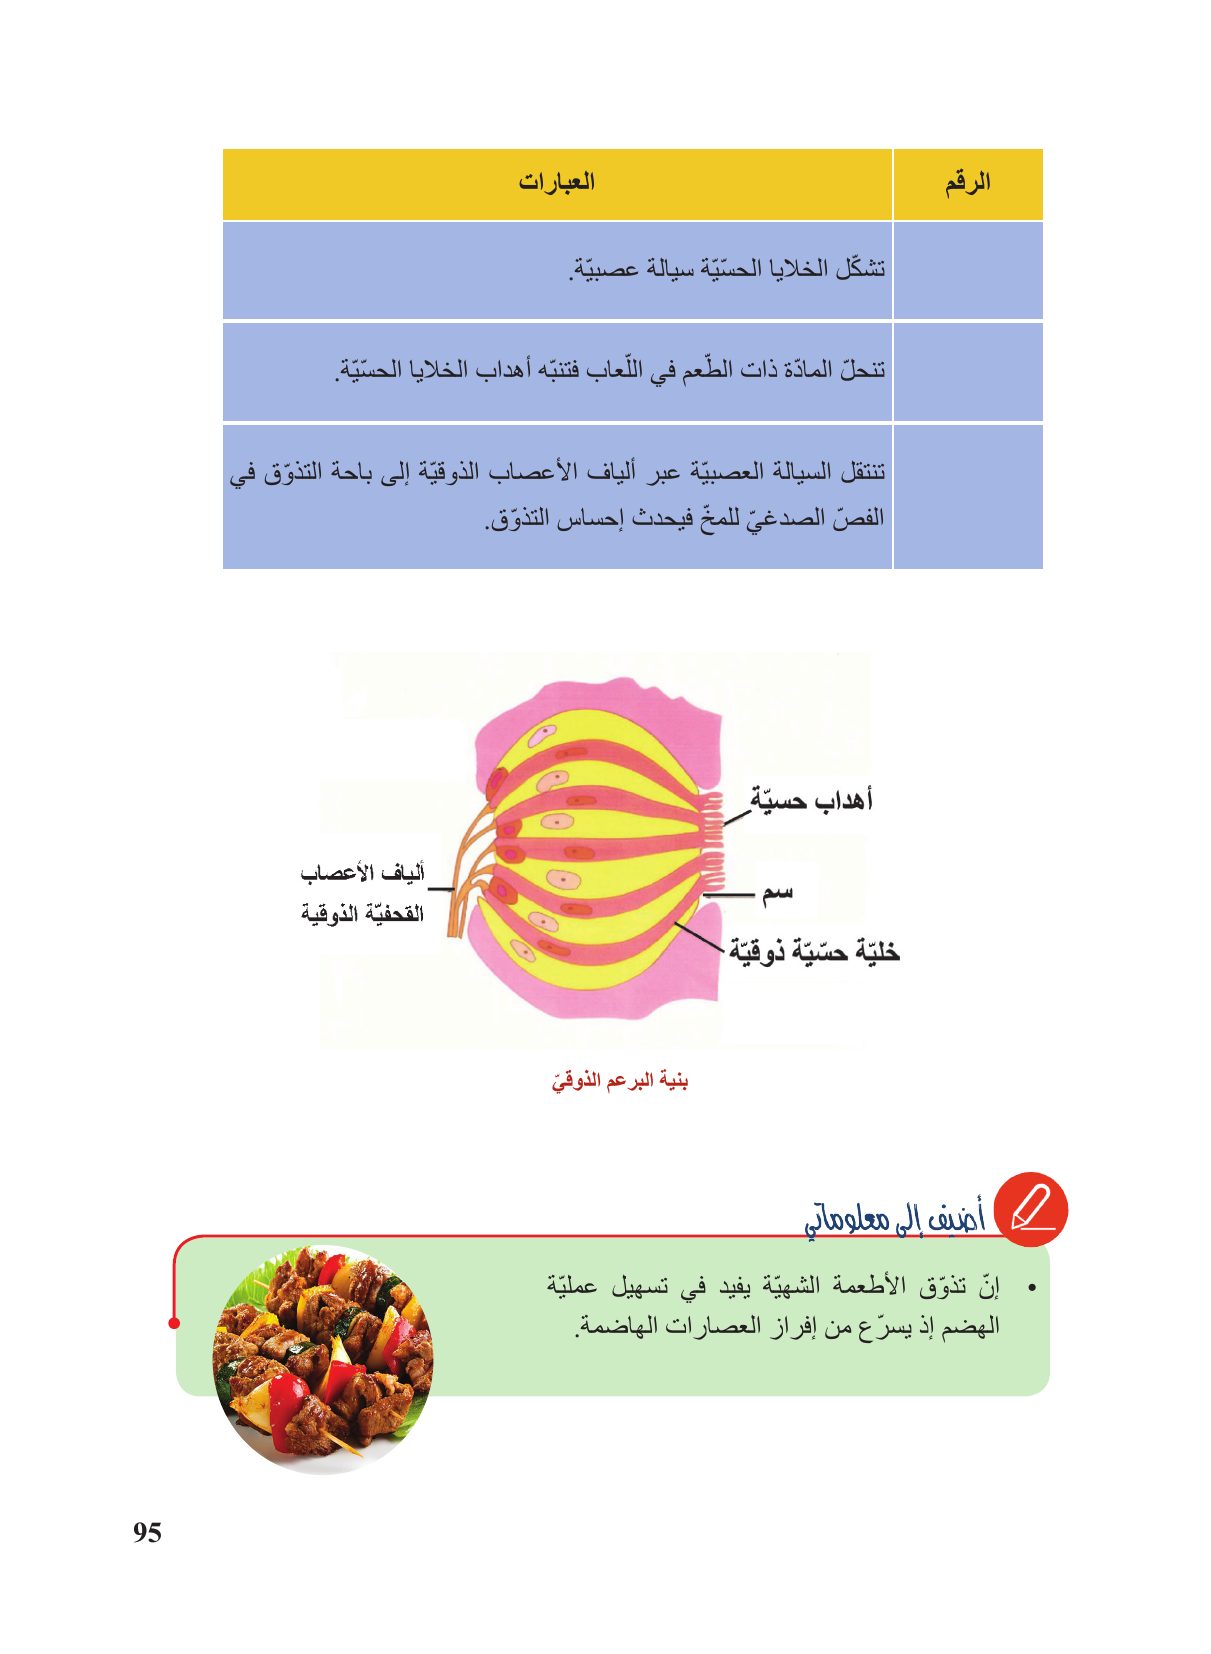 الرقم	العبارات
تشكّل الخلايا الحسّيّة سيالة عصبيّة.
تنحلّ المادّة ذات الطّعم في اللّعاب فتنبّه أهداب الخلايا الحسّيّة.
تنتقل السيالة العصبيّة عبر ألياف الأعصاب الذوقيّة إلى باحة التذوّق في
الفصّ الصدغيّ للمخّ فيحدث إحساس التذوّق.
أهداب حسيّة
ألياف الأعصاب
القحفيّة الذوقية
سم
خليّة حسّيّة ذوقيّة
بنية البرعم الذوقيّ
أضيف إلى معلوماتي
• إنّ تذوّق الأطعمة الشهيّة يفيد في تسهيل عمليّة
الهضم إذ يسرّع من إفراز العصارات الهاضمة.
95